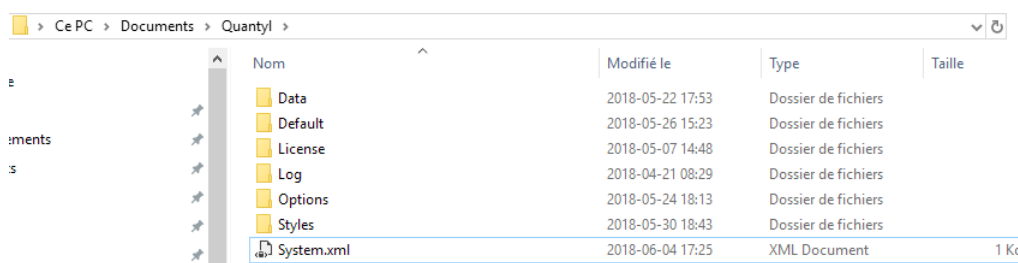 Ce PC > Documents > Quantyl >
Nom Modifié le Type Taille
Data 2018-05-22 17:53 Dossier de fichiers
Default 2018-05-26 15:23 Dossier de fichiers
ements License 2018-05-07 14:48 Dossier de fichiers
Log 2018-04-21 08:29 Dossier de fichiers
Options 2018-05-24 18:13 Dossier de fichiers
Styles 2018-05-30 18:43 Dossier de fichiers
System.xml 2018-06-04 17:25 XML Document 1 Ko